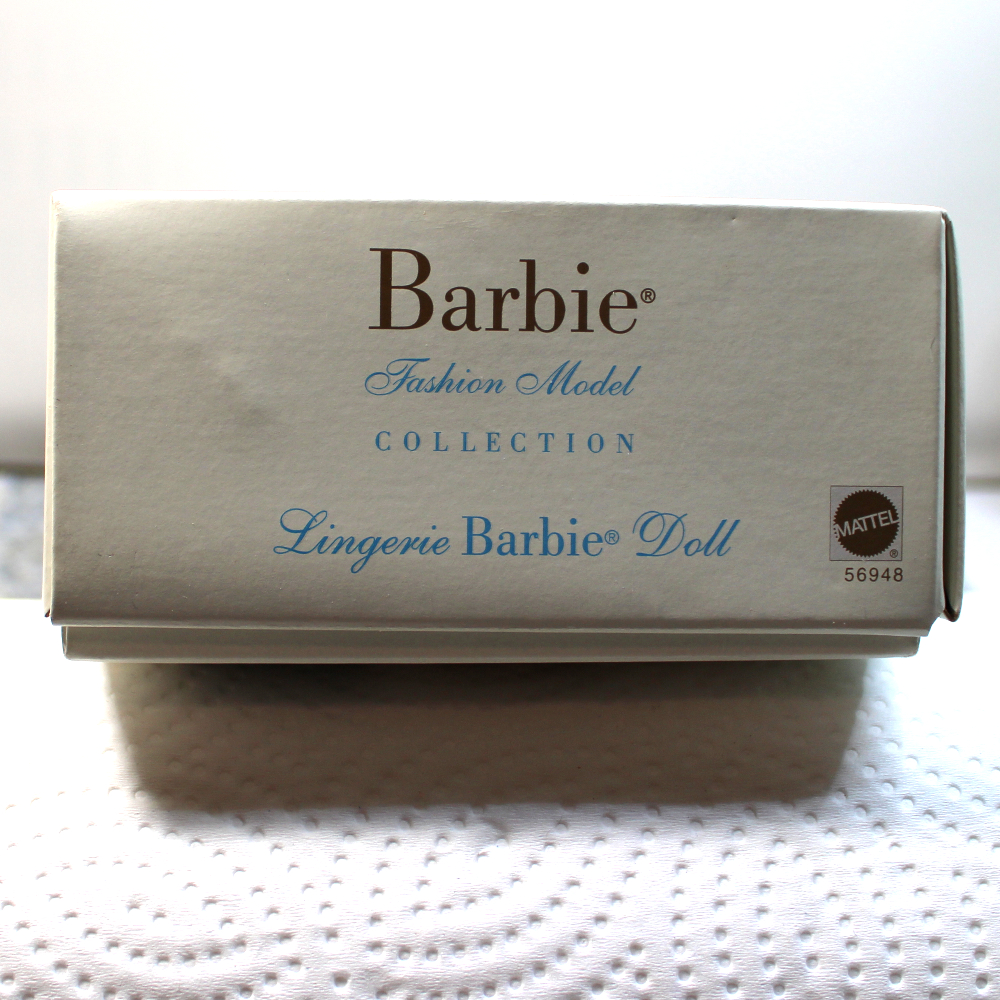 Barbie®
Fashion Model
COLLECTION
Lingerie Barbie® Doll
MATTEL®
56948